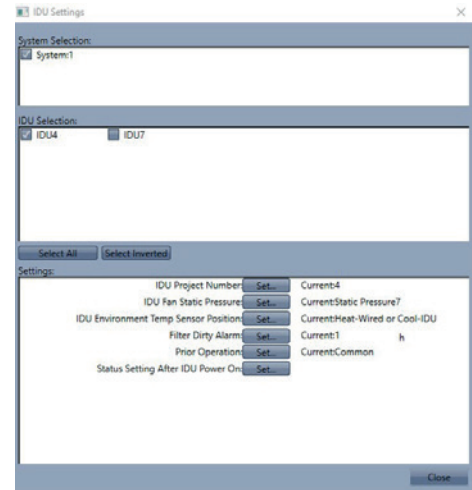 IDU Settings
System Selection:
System:1
IDU Selection:
IDU4 IDU7
Select All Select Inverted
Settings:
IDU Project Number: Set... Current:4
IDU Fan Static Pressure: Set... Current:Static Pressure7
IDU Environment Temp Sensor Position: Set... Current:Heat-Wired or Cool-IDU
Filter Dirty Alarm: Set... Current:1 h
Prior Operation: Set... Current:Common
Status Setting After IDU Power On: Set...
Close